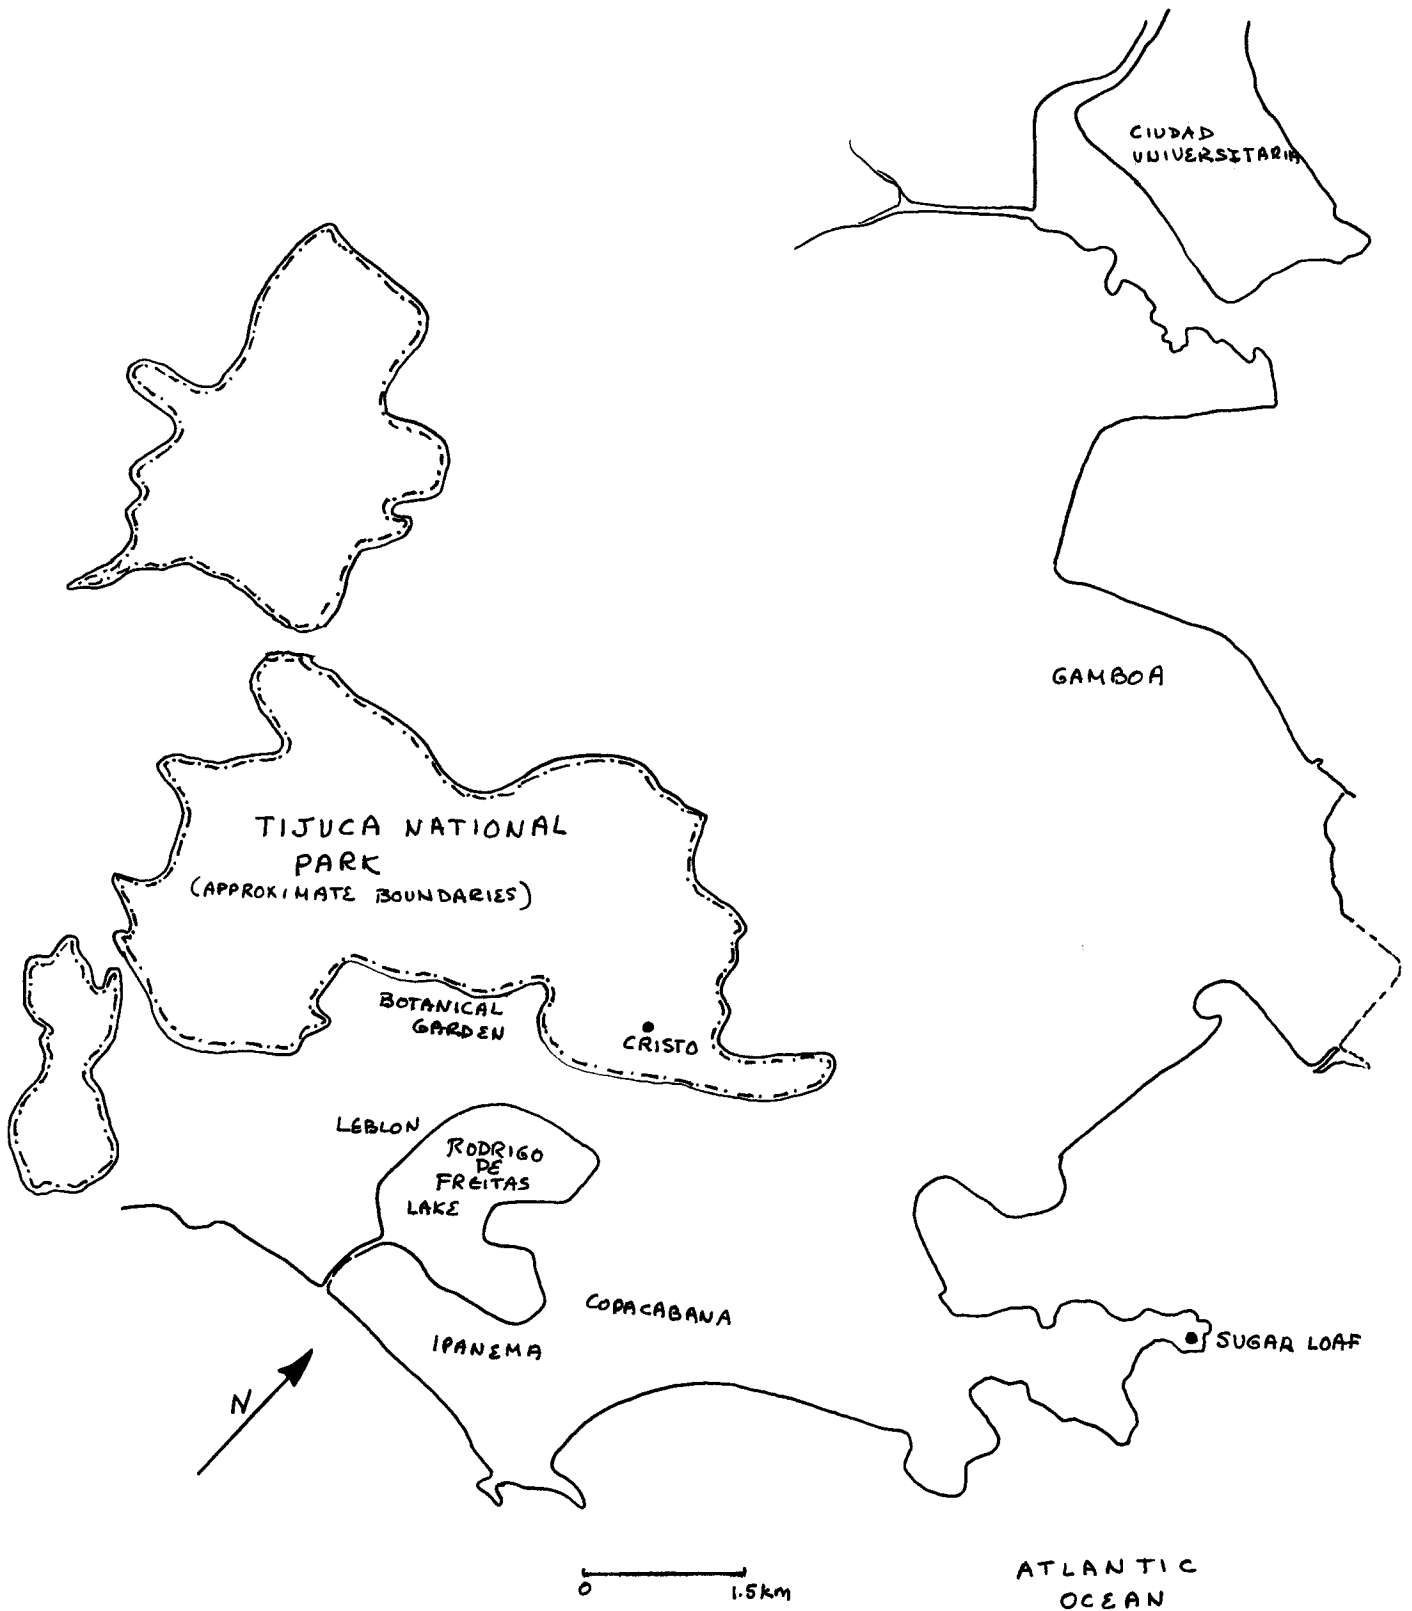 CIUDAD
UNIVERSITARIA
GAMBOA
TIJUCA NATIONAL
PARK
(APPROXIMATE BOUNDARIES)
BOTANICAL
GARDEN
CRISTO
LEBLON
RODRIGO
DE
FREITAS
LAKE
COPACABANA
IPANEMA
SUGAR LOAF
N
0 1.5km
ATLANTIC
OCEAN